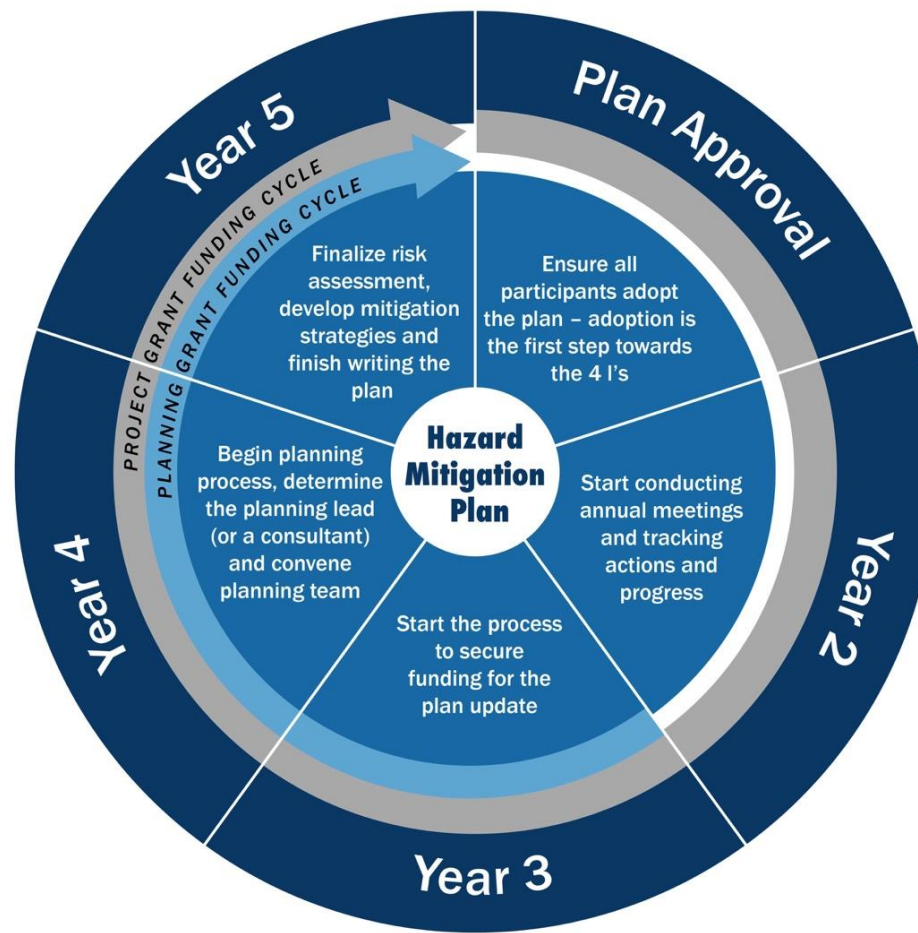 Plan Approval
Year 2
Year 3
Year 4
Year 5
PROJECT GRANT FUNDING CYCLE
PLANNING GRANT FUNDING CYCLE
Hazard
Mitigation
Plan
Ensure all
participants adopt
the plan – adoption is
the first step towards
the 4 I's
Start conducting
annual meetings
and tracking
actions and
progress
Start the process
to secure
funding for the
plan update
Begin planning
process, determine
the planning lead
(or a consultant)
and convene
planning team
Finalize risk
assessment,
develop mitigation
strategies and
finish writing the
plan